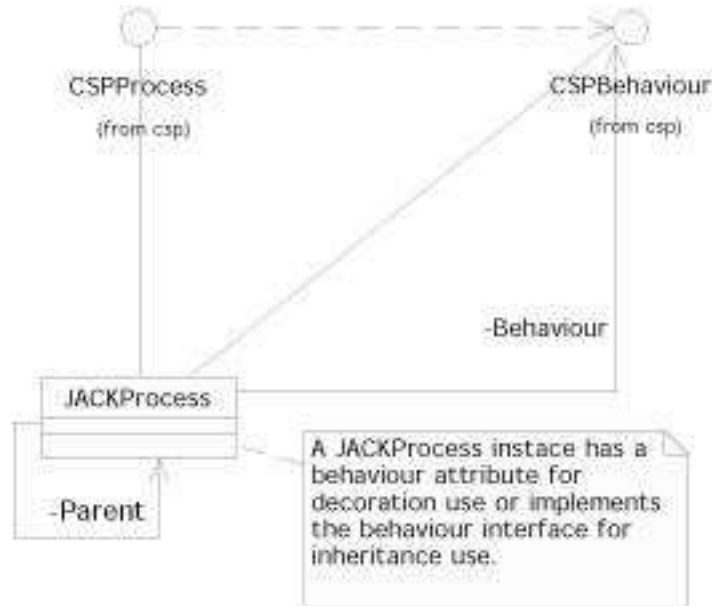 CSPProcess
(from csp)
CSPBehaviour
(from csp)
-Behaviour
JACKProcess
-Parent
A JACKProcess instace has a
behaviour attribute for
decoration use or implements
the behaviour interface for
inheritance use.